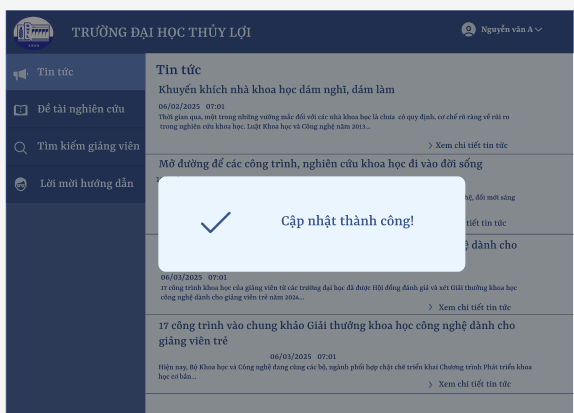 TRƯỜNG ĐẠI HỌC THỦY LỢI
Nguyễn văn A
Tin tức
Đề tài nghiên cứu
Tìm kiếm giảng viên
Lời mời hướng dẫn
Tin tức
Khuyến khích nhà khoa học dám nghĩ, dám làm
06/02/2025 07:01
Thời gian qua, một trong những vướng mắc đối với các nhà khoa học là chưa có quy định, cơ chế rõ ràng về rủi ro
trong nghiên cứu khoa học. Luật Khoa học và Công nghệ năm 2013...
> Xem chi tiết tin tức
Mở đường để các công trình, nghiên cứu khoa học đi vào đời sống
hệ, đổi mới sáng
tiết tin tức
Cập nhật thành công!
dành cho
06/03/2025 07:01
17 công trình khoa học của giảng viên từ các trường đại học đã được Hội đồng đánh giá và xét Giải thưởng khoa học
công nghệ dành cho giảng viên trẻ năm 2024...
> Xem chi tiết tin tức
17 công trình vào chung khảo Giải thưởng khoa học công nghệ dành cho
giảng viên trẻ
06/03/2025 07:01
Hiện nay, Bộ Khoa học và Công nghệ đang cùng các bộ, ngành phối hợp chặt chẽ triển khai Chương trình Phát triển khoa
học cơ bản...
> Xem chi tiết tin tức